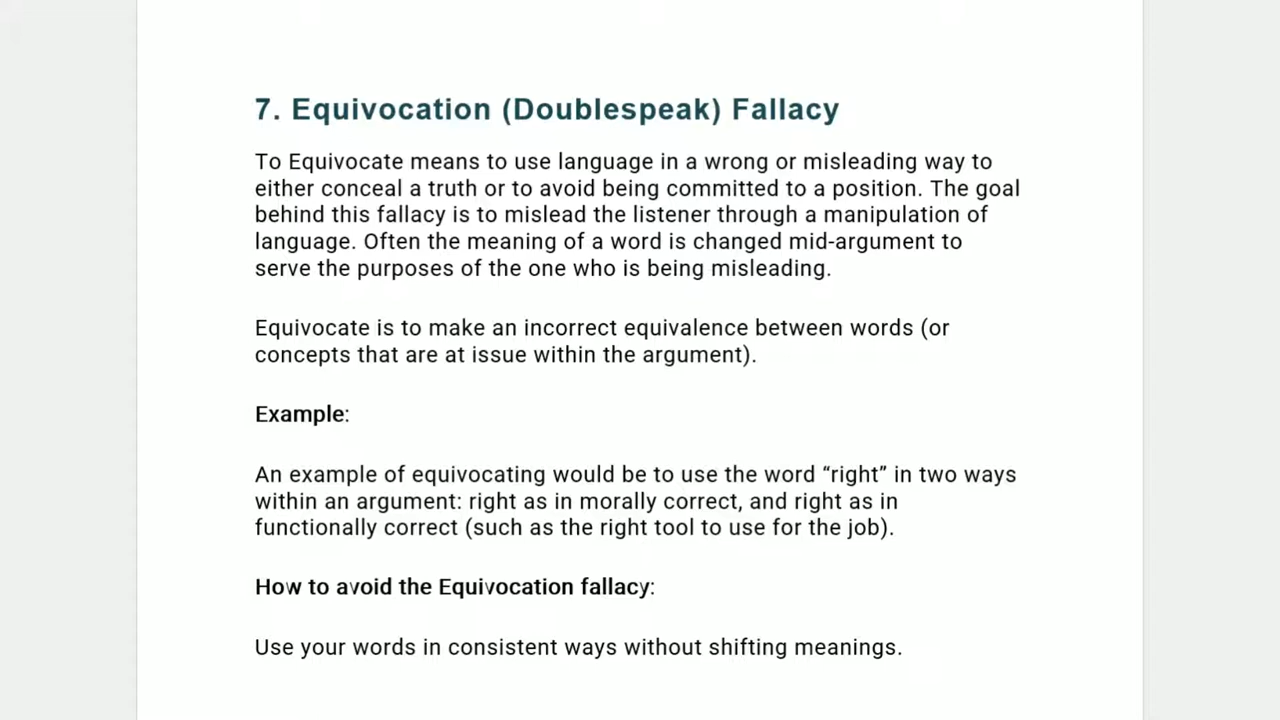 7. Equivocation (Doublespeak) Fallacy
To Equivocate means to use language in a wrong or misleading way to
either conceal a truth or to avoid being committed to a position. The goal
behind this fallacy is to mislead the listener through a manipulation of
language. Often the meaning of a word is changed mid-argument to
serve the purposes of the one who is being misleading.
Equivocate is to make an incorrect equivalence between words (or
concepts that are at issue within the argument).
Example:
An example of equivocating would be to use the word “right” in two ways
within an argument: right as in morally correct, and right as in
functionally correct (such as the right tool to use for the job).
How to avoid the Equivocation fallacy:
Use your words in consistent ways without shifting meanings.